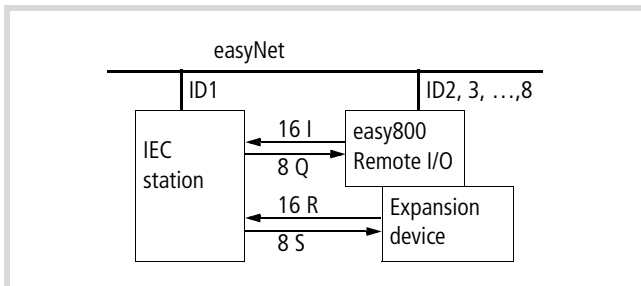 easyNet
ID1
ID2, 3, …,8
IEC
station
16 I
8 Q
easy800
Remote I/O
16 R
8 S
Expansion
device